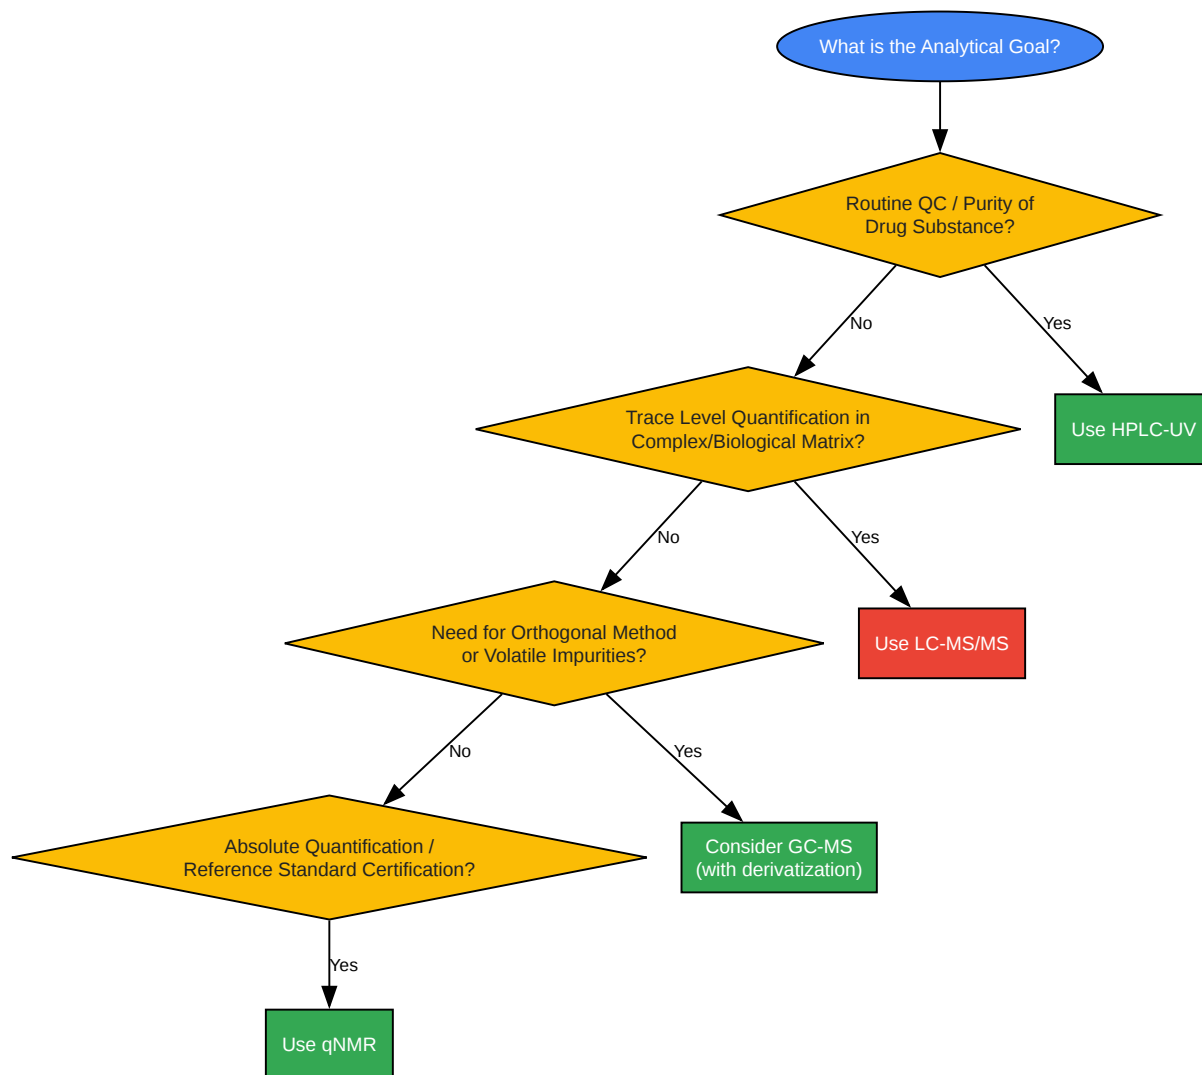 What is the Analytical Goal?
Routine QC / Purity of
Drug Substance?
No
Yes
Trace Level Quantification in
Complex/Biological Matrix?
Use HPLC-UV
No
Yes
Need for Orthogonal Method
or Volatile Impurities?
Use LC-MS/MS
No
Yes
Absolute Quantification /
Reference Standard Certification?
Consider GC-MS
(with derivatization)
Yes
Use qNMR